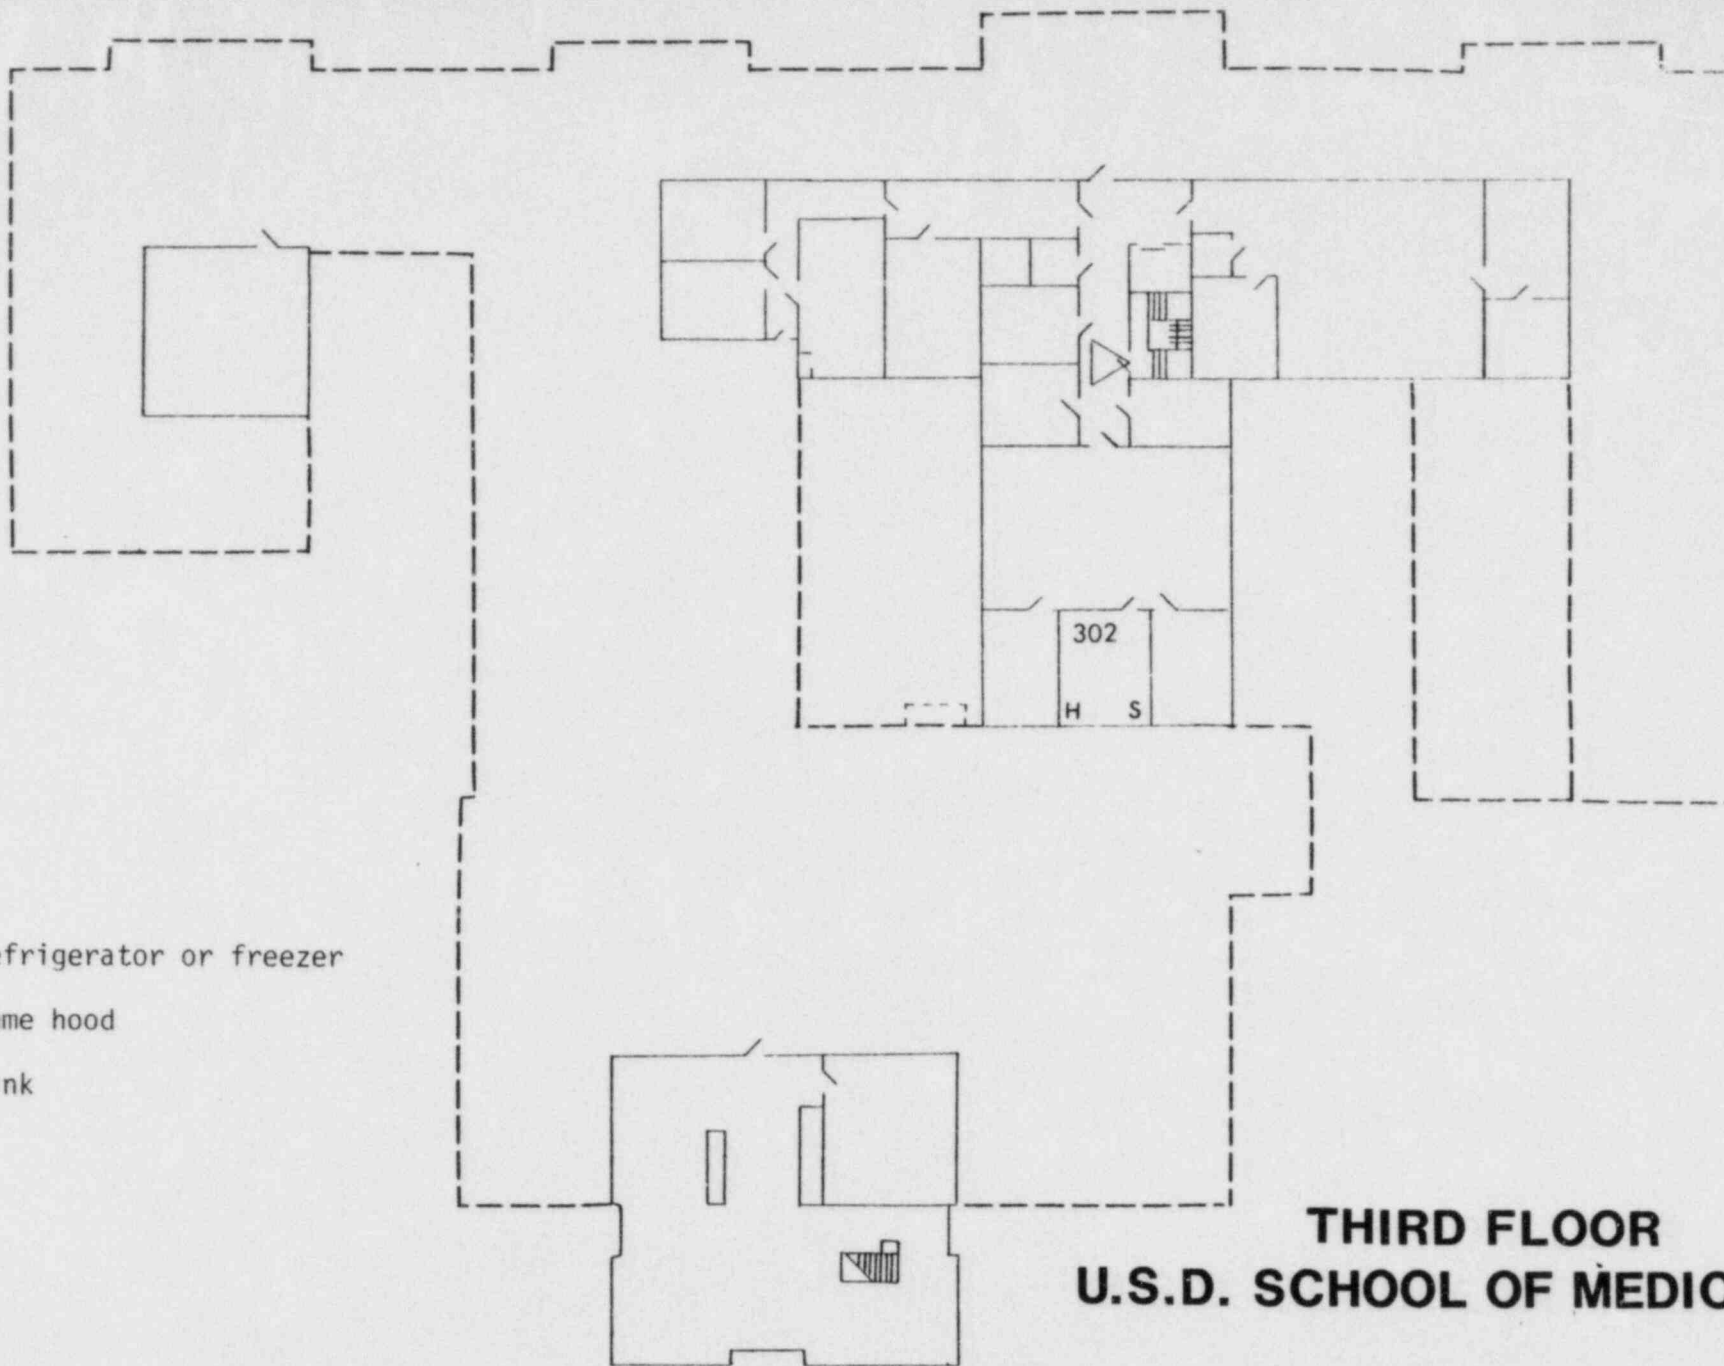 302
H S
efrigerator or freezer
me hood
nk
THIRD FLOOR
U.S.D. SCHOOL OF MEDIC